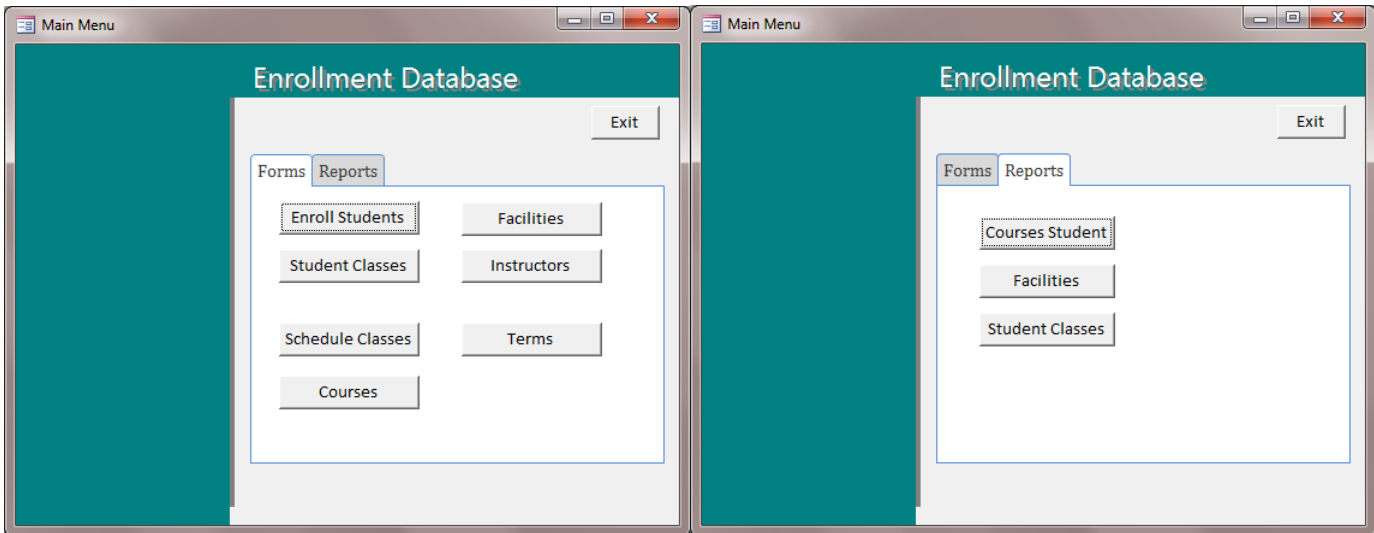 Main Menu
Enrollment Database
Exit
Forms Reports
Enroll Students Facilities
Student Classes Instructors
Schedule Classes Terms
Courses
Main Menu
Enrollment Database
Exit
Forms Reports
Courses Student
Facilities
Student Classes